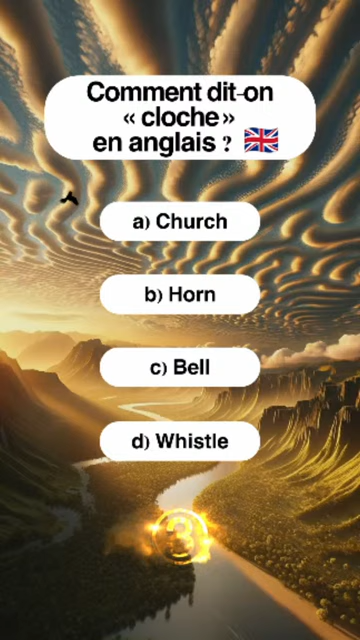 Comment dit-on
« cloche »
en anglais ?
a) Church
b) Horn
c) Bell
d) Whistle
3